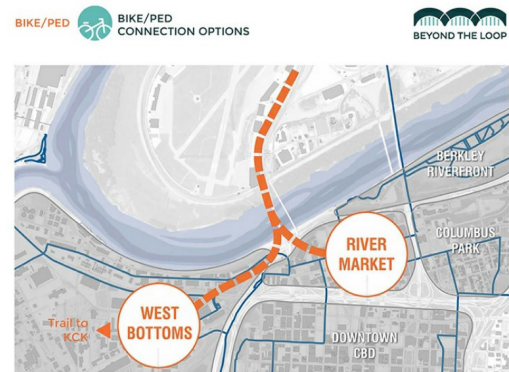 BIKE/PED
BIKE/PED
CONNECTION OPTIONS
BEYOND THE LOOP
BERKLEY
RIVERFRONT
COLUMBUS
PARK
RIVER
MARKET
WEST
BOTTOMS
Trail to
KCK
DOWNTOWN
CBD